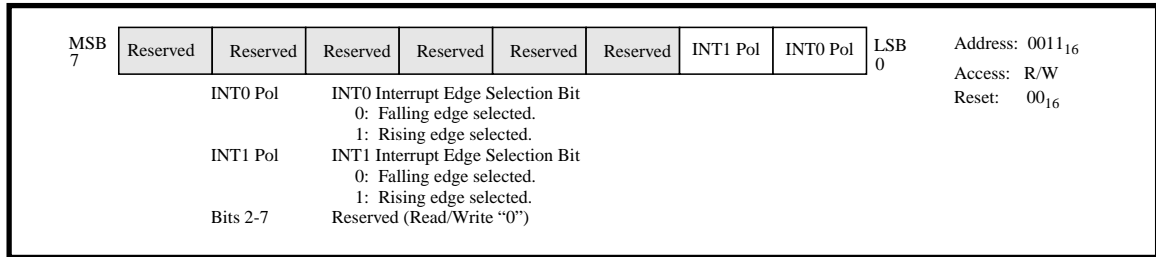 MSB Reserved Reserved Reserved Reserved Reserved Reserved INT1 Pol INT0 Pol LSB Address: 0011₁₆
7 0
Access: R/W
INT0 Pol INT0 Interrupt Edge Selection Bit Reset: 00₁₆
0: Falling edge selected.
1: Rising edge selected.
INT1 Pol INT1 Interrupt Edge Selection Bit
0: Falling edge selected.
1: Rising edge selected.
Bits 2-7 Reserved (Read/Write “0”)